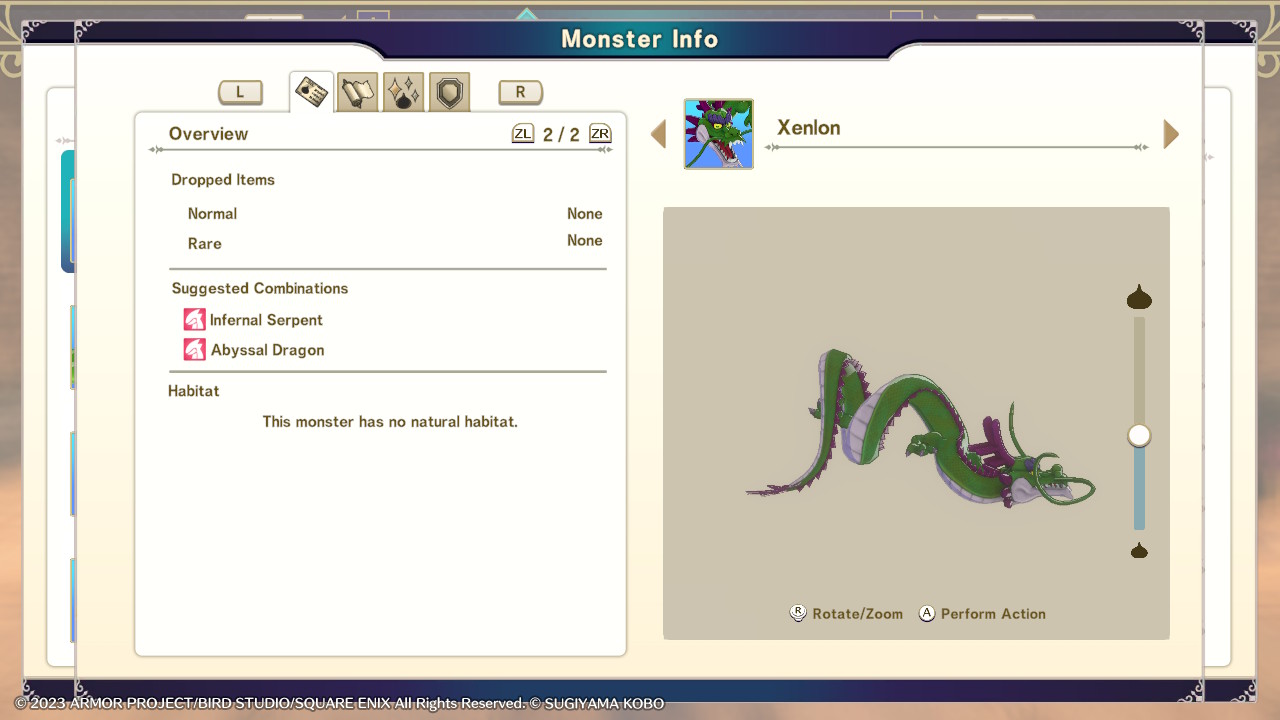 Monster Info
L
R
Overview
ZL 2 / 2 ZR
Dropped Items
Normal None
Rare None
Suggested Combinations
Infernal Serpent
Abyssal Dragon
Habitat
This monster has no natural habitat.
Xenlon
R Rotate/Zoom A Perform Action
© 2023 ARMOR PROJECT/BIRD STUDIO/SQUARE ENIX All Rights Reserved. © SUGIYAMA KOBO